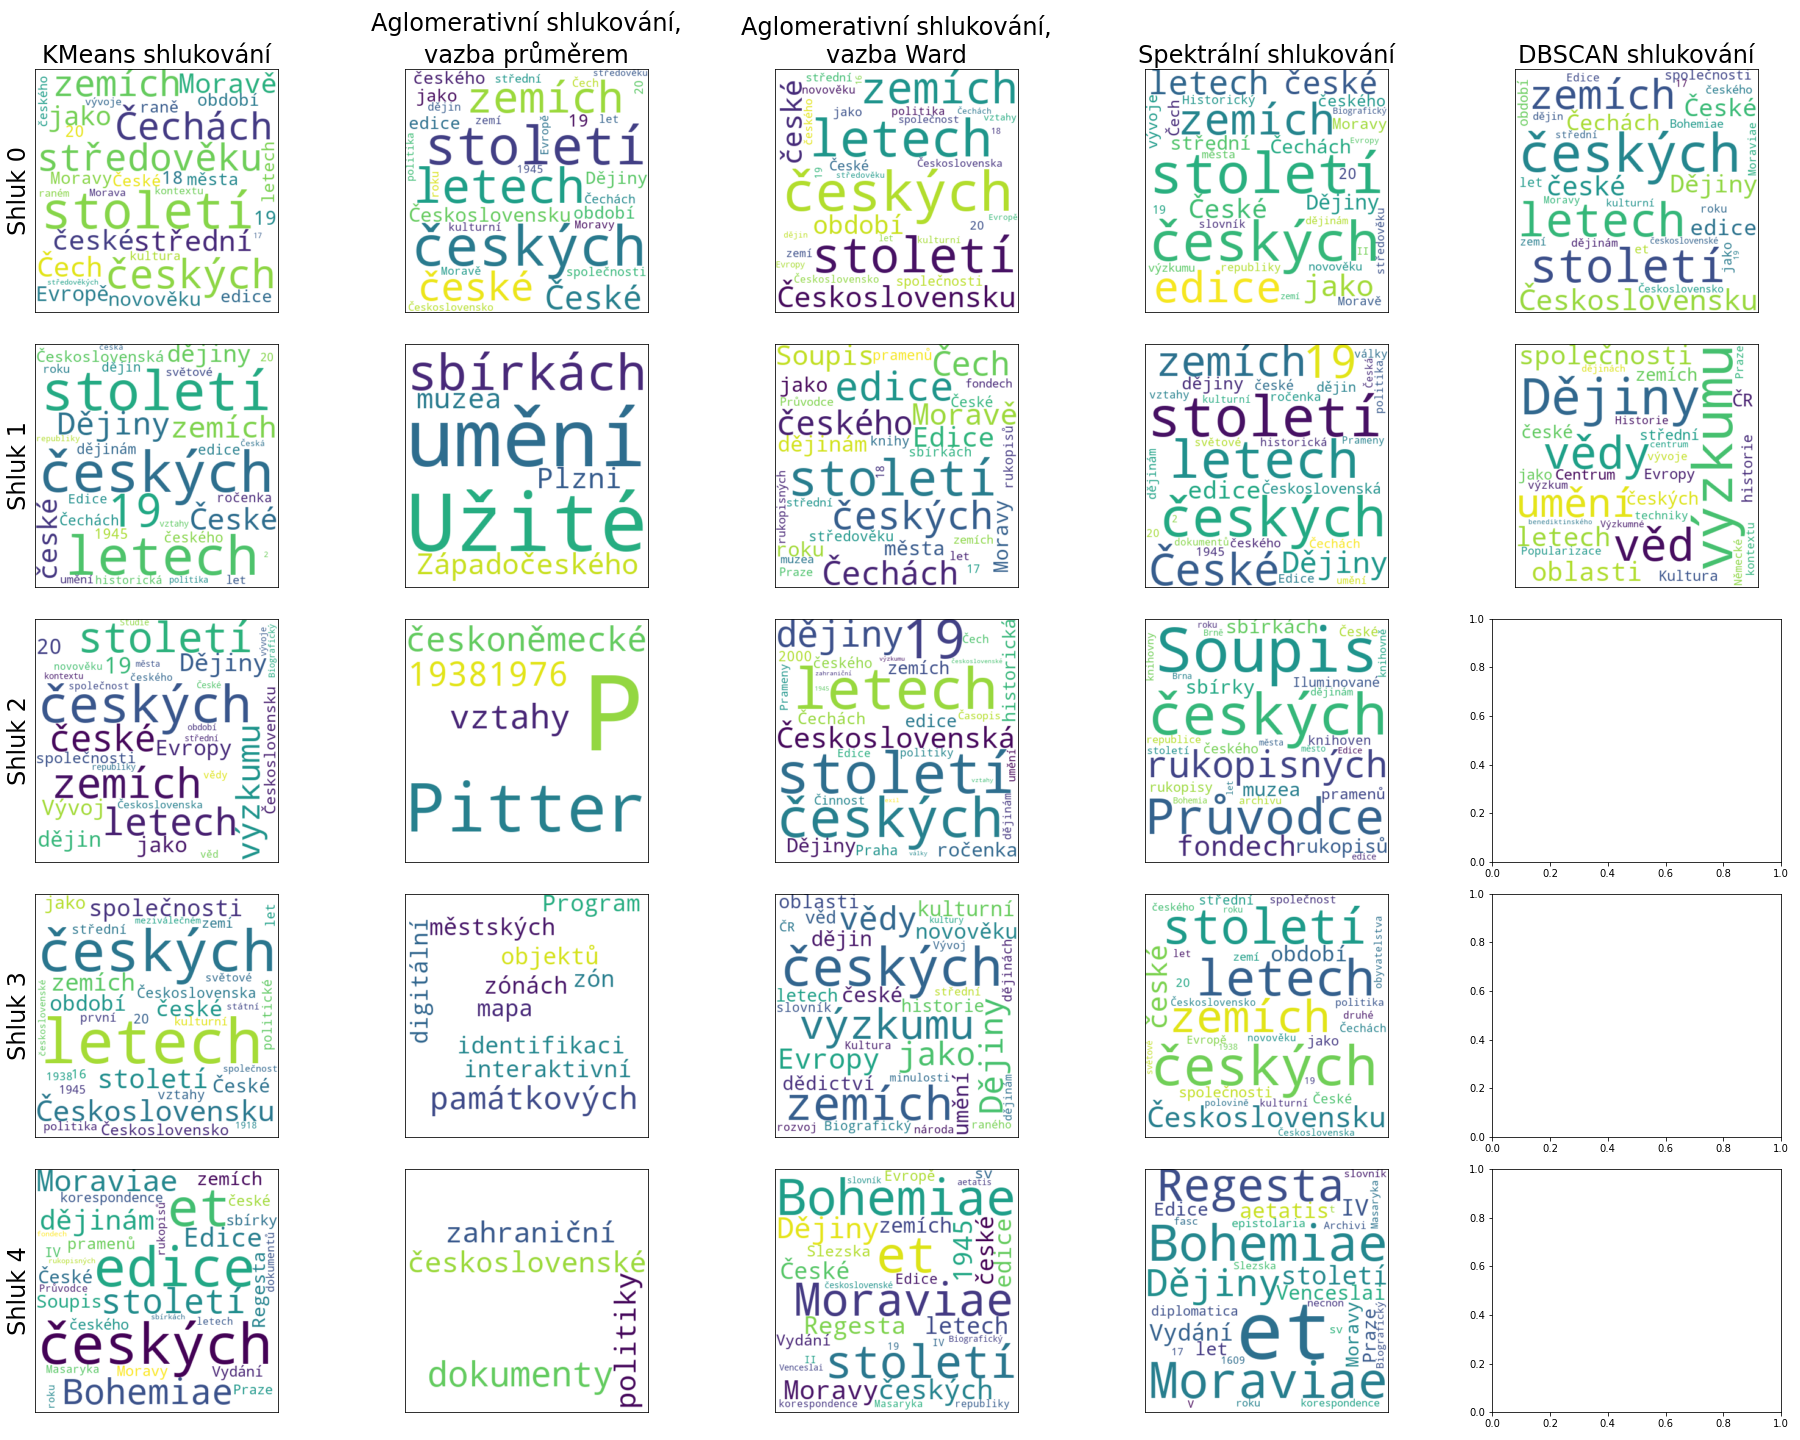 KMeans shlukování
Aglomerativní shlukování,
vazba průměrem
Aglomerativní shlukování,
vazba Ward
Spektrální shlukování
DBSCAN shlukování
Shluk 0
českého zemích Moravě
vývoje raně období
jako 20 Čechách
středověku
Moravy České 18 města letech
raném Morava kontextu
století 19
české střední 17
kultura
Čech českých
středověkých
Evropě novověku edice
českého střední středověku
jako Čech 20
dějin zemích
edice zemí 19 let
politika století Evropě
1945
roku letech Dějiny
Čechách
Československu období
kulturní Moravy
českých
Moravě společnosti
české České
Československo
střední 16
novověku zemích
české českého jako politika Čechách
společnost vztahy
letech 18
České Československa
19 středověku
českých
období 20 Evropě
dějin let kulturní
zemí století
Evropy
Československo společnosti
Československu
letech české
vývoje Historický českého
Čech Biografický
zemích Moravy
střední Čechách Evropy
města
století 20
19 České Dějiny
slovník dějinám
českých II středověku
výzkumu republiky novověku
edice zemí jako
Moravě
Edice 17 společnosti
období zemích českého
České
dějin Čechách Bohemiae
střední Moraviae
českých
let české Dějiny
Moravy kulturní
letech roku
edice
zemí dějinám Československé
et
století jako 19
Československo
Československu
Shluk 1
česká
Československá dějiny 20
roku dějin světové
století
Dějiny zemích
republiky dějinám edice Česká
českých
Edice 19 ročenka
české Čechách vztahy České
1945 českého
letech 2
umění historická politika let
sbírkách
muzea
umění
Plzni
Užité
Západočeského
Soupis pramenů Čech
jako edice fondech
Průvodce České
českého Moravě
dějinám knihy Edice
sbírkách
století 18 rukopisů
střední
rukopisných českých
středověku
roku města zemích Moravy
muzea let
Praze Čechách 17
zemích 19 války
dějiny české dějin Česká politika
vztahy kulturní ročenka
století
světové historická Prameny
dějinám letech
edice Československá
českých
20 2
dokumentů českého Čechách
1945
České Dějiny
Edice umění
společnosti Praze
dějinách zemích
Dějiny ČR
Historie
české střední
vědy centrum
vývoje
jako Centrum Evropy historie
výzkum
umění českých výzkumu
techniky
benediktinského Výzkumné
letech věd
Popularizace Německé kontextu
oblasti Kultura
Shluk 2
Studie
20 století vývoje Biografický
novověku 19 Dějiny
města
kontextu českého
společnost České
českých
období
české Evropy střední
společnosti republiky
zemích vědy výzkumu Československu
Vývoj Československa
letech
dějin jako
věd
českoněmecké
19381976
vztahy P
Pitter
dějiny 19 Čech historická
2000 českého výzkumu Československé
zahraniční zemích
Prameny letech
1945
Čechách edice Časopis
Československá
Edice politiky umění
století
vztahy
Činnost
českých dějinám
Dějiny Praha války ročenka
roku sbírkách
knihovny Brně České knihovně
Soupis
Brna Iluminované
sbírky dějinám
českých
republice knihoven
století českého města město Edice
rukopisných
rukopisy let muzea pramenů
Bohemia archivu
Průvodce
fondech rukopisů
edice
1.0
0.8
0.6
0.4
0.2
0.0
0.0 0.2 0.4 0.6 0.8 1.0
Shluk 3
jako společnosti let
meziválečném
střední zemí
českých
zemích světové
Československa
období české státní
první 20 kulturní politické
československé letech
193816 společnost
1945 století České
vztahy
Československu
politika Československo 1918
Program
městských
digitální objektů
zónách zón
mapa
identifikaci
interaktivní
památkových
oblasti kulturní
ČR věd vědy kultury
dějin novověku
Vývoj
českých dějinách
letech české střední
slovník historie
výzkumu
Kultura
Evropy jako Dějiny
dědictví minulosti
zemích umění dějinám
rozvoj Biografický národa raného
českého střední společnost
roku
století obyvatelstva
let zemí období
české 20 letech
Československo politika
zemích druhé
Čechách
světové Evropě novověku jako
1938
českých
19
společnosti
polovině kulturní České
Československu
Československa
1.0
0.8
0.6
0.4
0.2
0.0
0.0 0.2 0.4 0.6 0.8 1.0
Shluk 4
Moraviae zemích
korespondence et české
dějinám rukopisů sbírky
fondech pramenů Edice
IV rukopisných dokumentů
České edice
Průvodce Regesta
Soupis století
českého sbírkách letech
českých
Masaryka Moravy Vydání
roku Bohemiae Praze
zahraniční
československé
politiky
dokumenty
slovník Evropě sv
aetatis
Bohemiae
Dějiny zemích 1945 české edice
Slezska et
České Edice
československé
Moraviae
Regesta letech
Vydání 19 IV Biografický
II
Venceslai století
Moravy českých
korespondence Masaryka republiky
Regesta slovník
Edice aetatis t IV Masaryka
fasc epistolaria Archivi
Bohemiae
Slezska
Dějiny století
Venceslai
diplomatica necnon
Vydání et sv Moravy Praze Biografický
17 let
1609
Moraviae
V roku korespondence
1.0
0.8
0.6
0.4
0.2
0.0
0.0 0.2 0.4 0.6 0.8 1.0